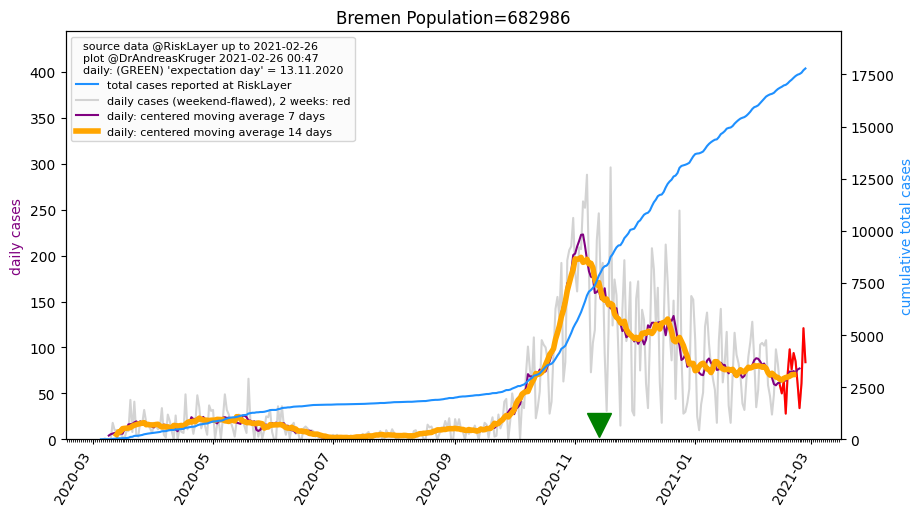 Bremen Population=682986
source data @RiskLayer up to 2021-02-26
plot @DrAndreasKruger 2021-02-26 00:47
daily: (GREEN) 'expectation day' = 13.11.2020
total cases reported at RiskLayer
daily cases (weekend-flawed), 2 weeks: red
daily: centered moving average 7 days
daily: centered moving average 14 days
daily cases
400
350
300
250
200
150
100
50
0
cumulative total cases
17500
15000
12500
10000
7500
5000
2500
0
2020-03
2020-05
2020-07
2020-09
2020-11
2021-01
2021-03